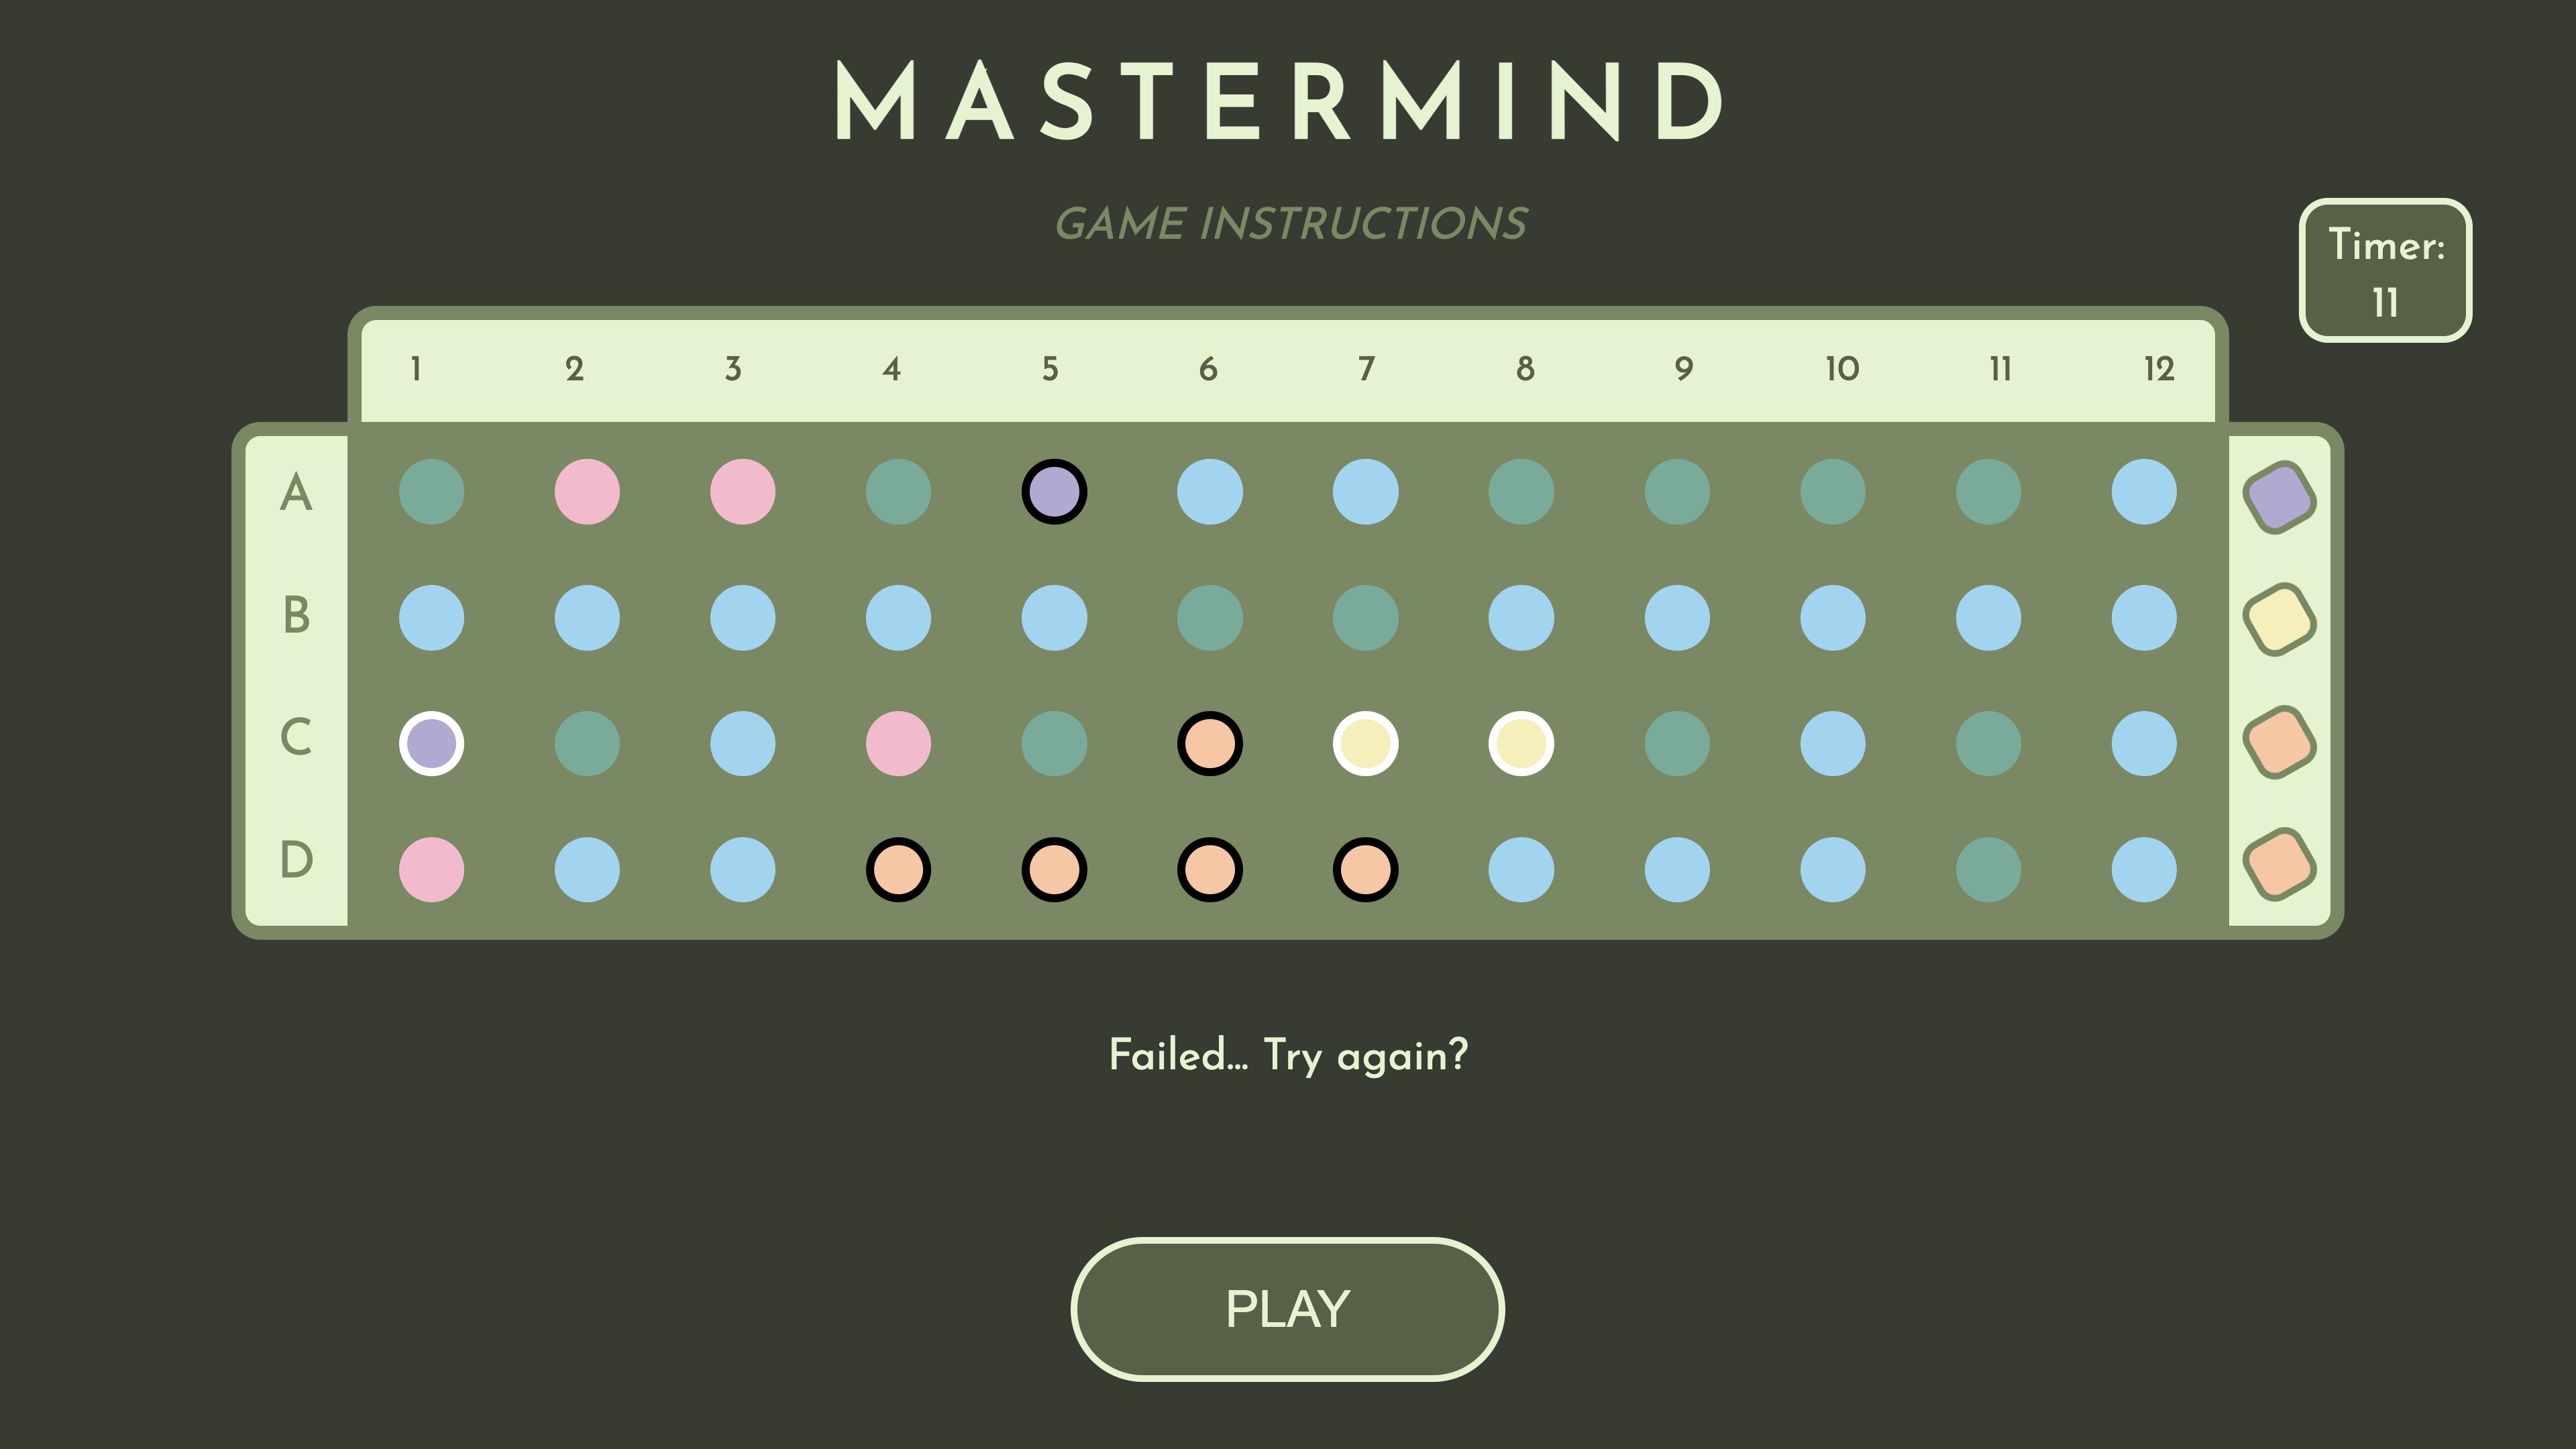 MASTERMIND
GAME INSTRUCTIONS
Timer:
11
1 2 3 4 5 6 7 8 9 10 11 12
A
B
C
D
Failed... Try again?
PLAY